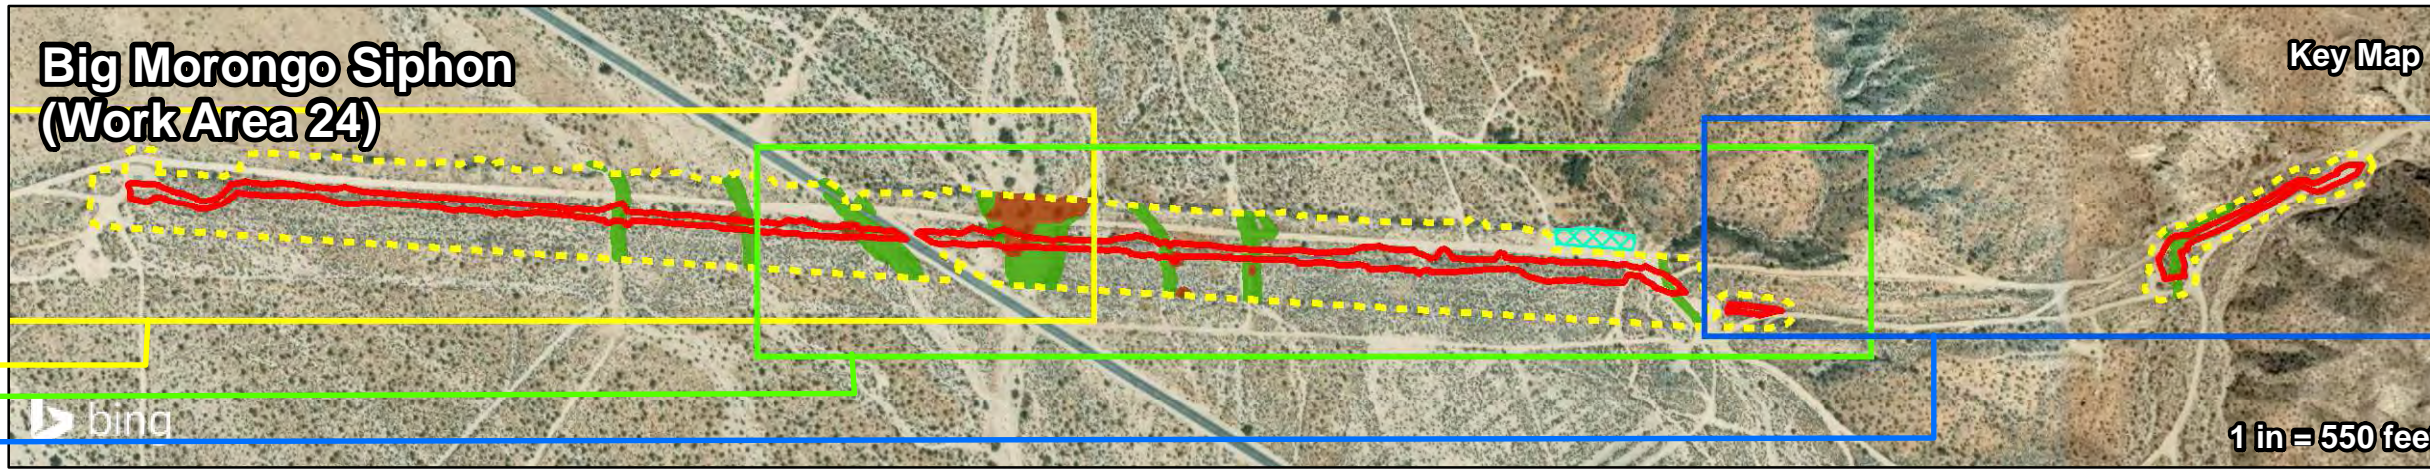 Big Morongo Siphon
(Work Area 24)
Key Map
bing
1 in = 550 fee